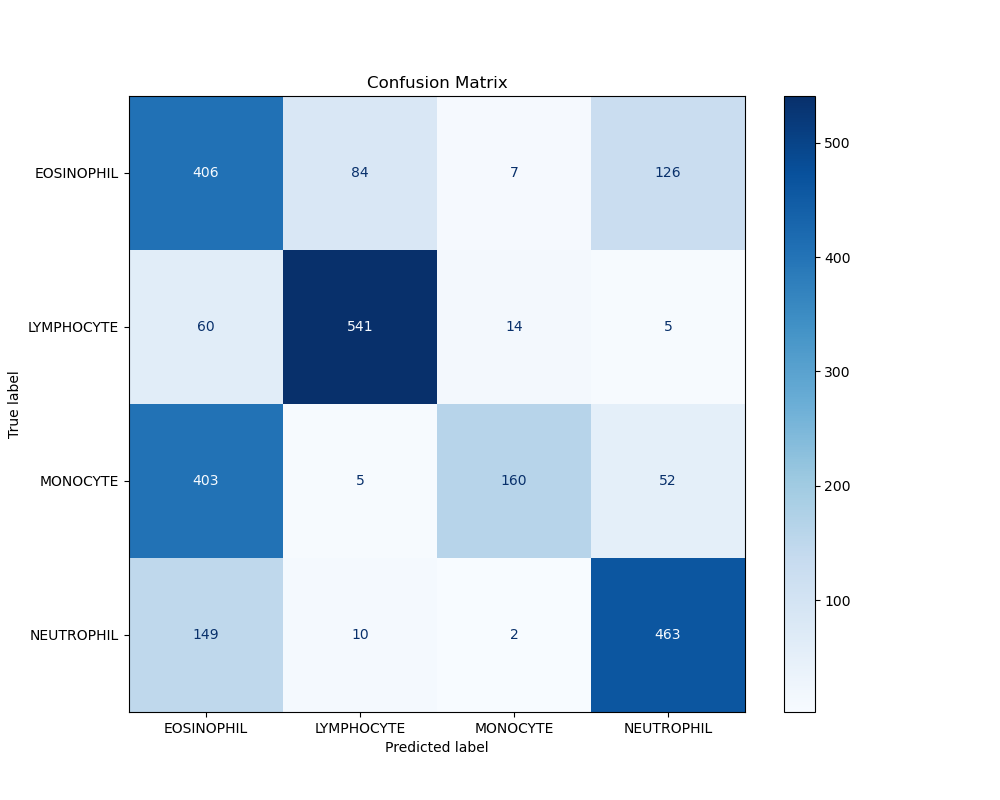 Confusion Matrix
EOSINOPHIL 406 84 7 126
LYMPHOCYTE 60 541 14 5
MONOCYTE 403 5 160 52
NEUTROPHIL 149 10 2 463
EOSINOPHIL LYMPHOCYTE MONOCYTE NEUTROPHIL
Predicted label
True label
500
400
300
200
100